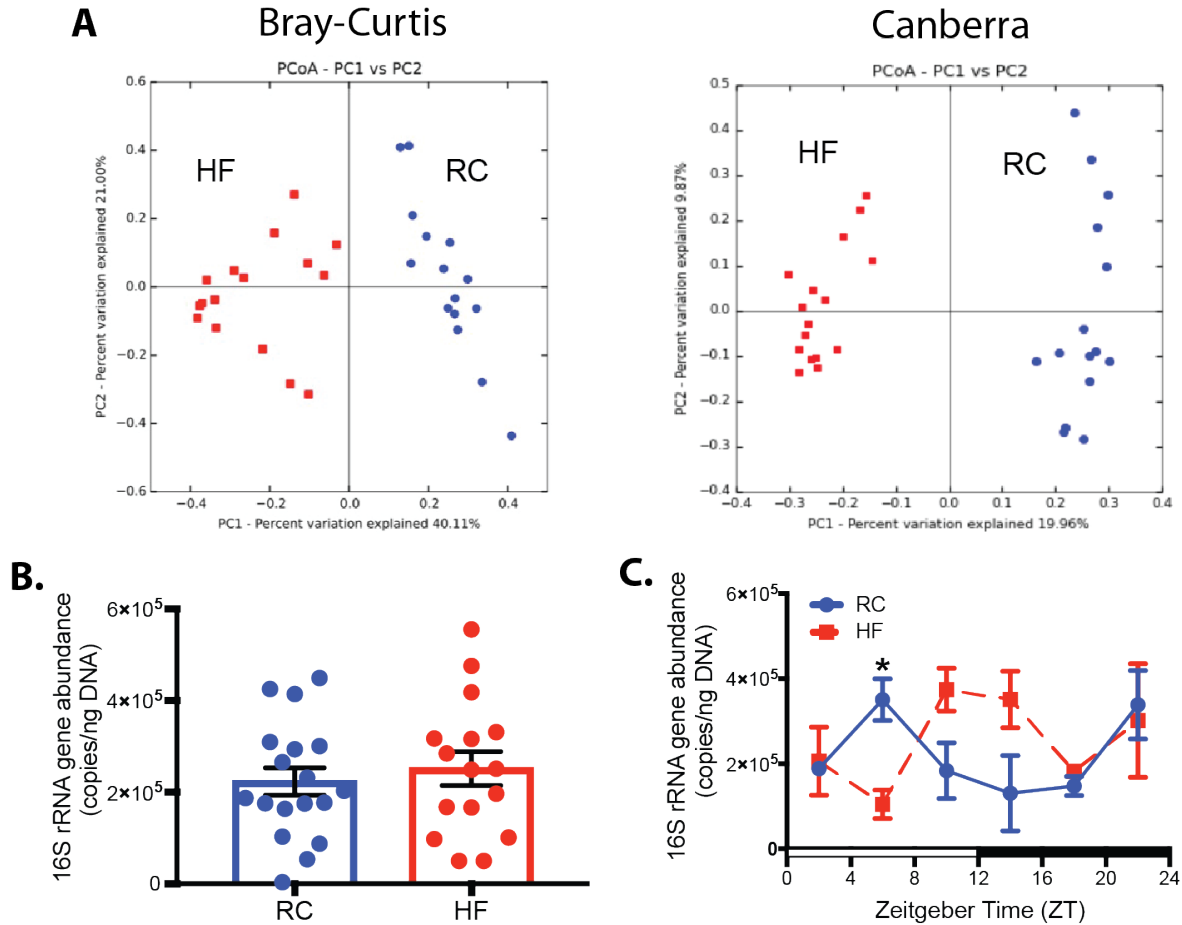 A
Bray-Curtis
PCoA - PC1 vs PC2
0.6
0.4
0.2
0.0
−0.2
−0.4
−0.6
−0.4
−0.2
0.0
0.2
0.4
PC2 - Percent variation explained 21.00%
PC1 - Percent variation explained 40.11%
HF
RC
Canberra
PCoA - PC1 vs PC2
0.5
0.4
0.3
0.2
0.1
0.0
−0.1
−0.2
−0.3
−0.4
−0.4
−0.3
−0.2
−0.1
0.0
0.1
0.2
0.3
0.4
PC2 - Percent variation explained 9.87%
PC1 - Percent variation explained 19.96%
HF
RC
B.
16S rRNA gene abundance
(copies/ng DNA)
6×10⁵
4×10⁵
2×10⁵
0
RC
HF
C.
16S rRNA gene abundance
(copies/ng DNA)
6×10⁵
4×10⁵
2×10⁵
0
RC
HF
*
0
4
8
12
16
20
24
Zeitgeber Time (ZT)